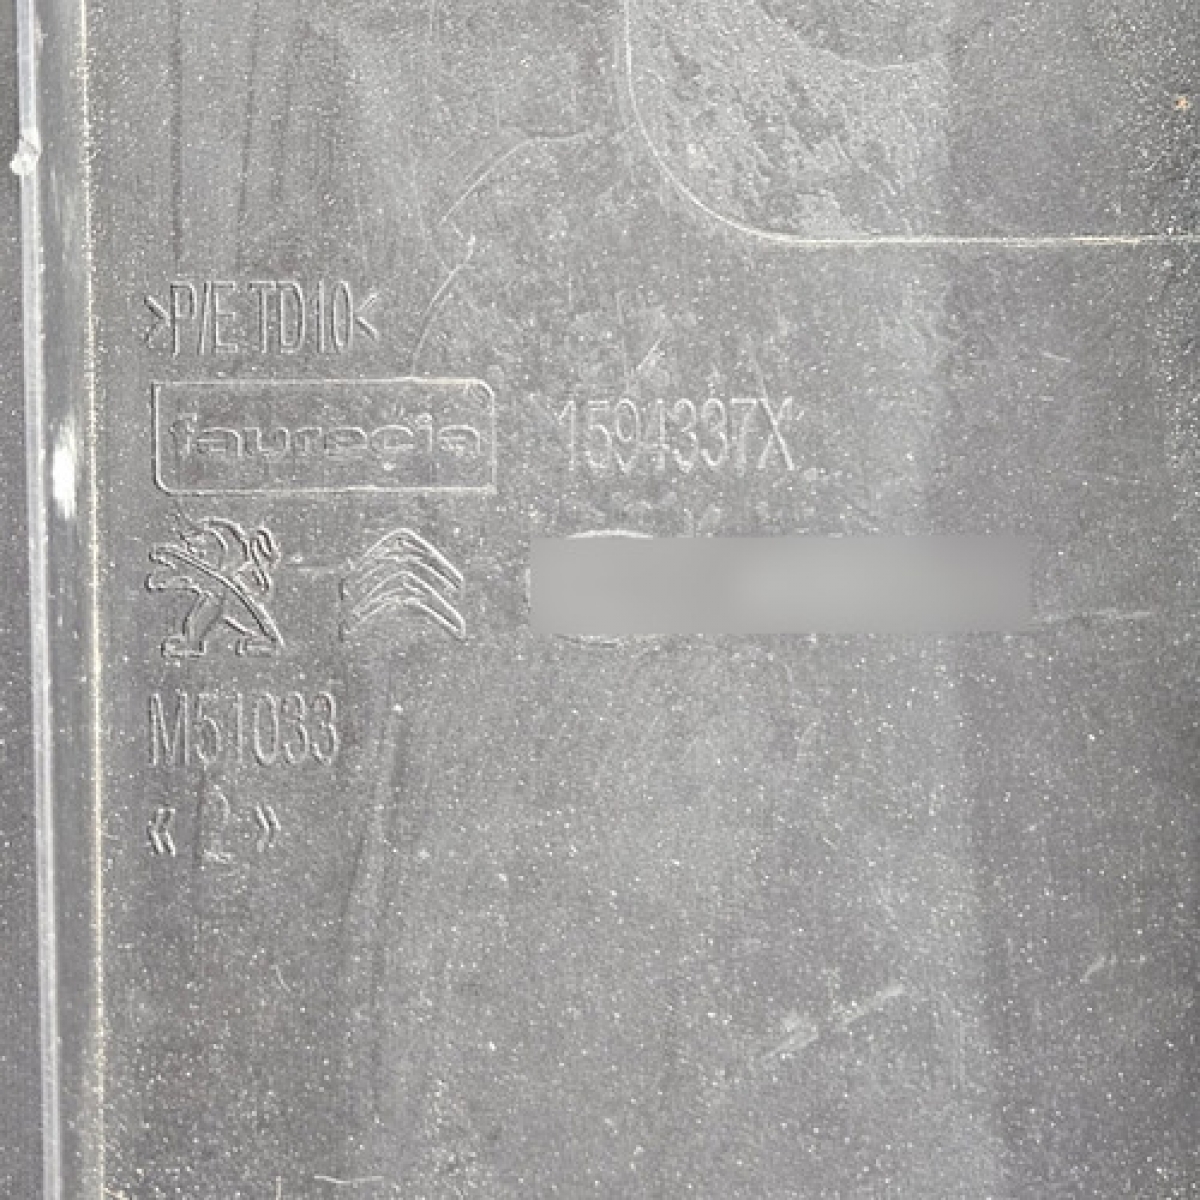 >P/E TD10<
faurecia 1594337X
M51033
« 2 »